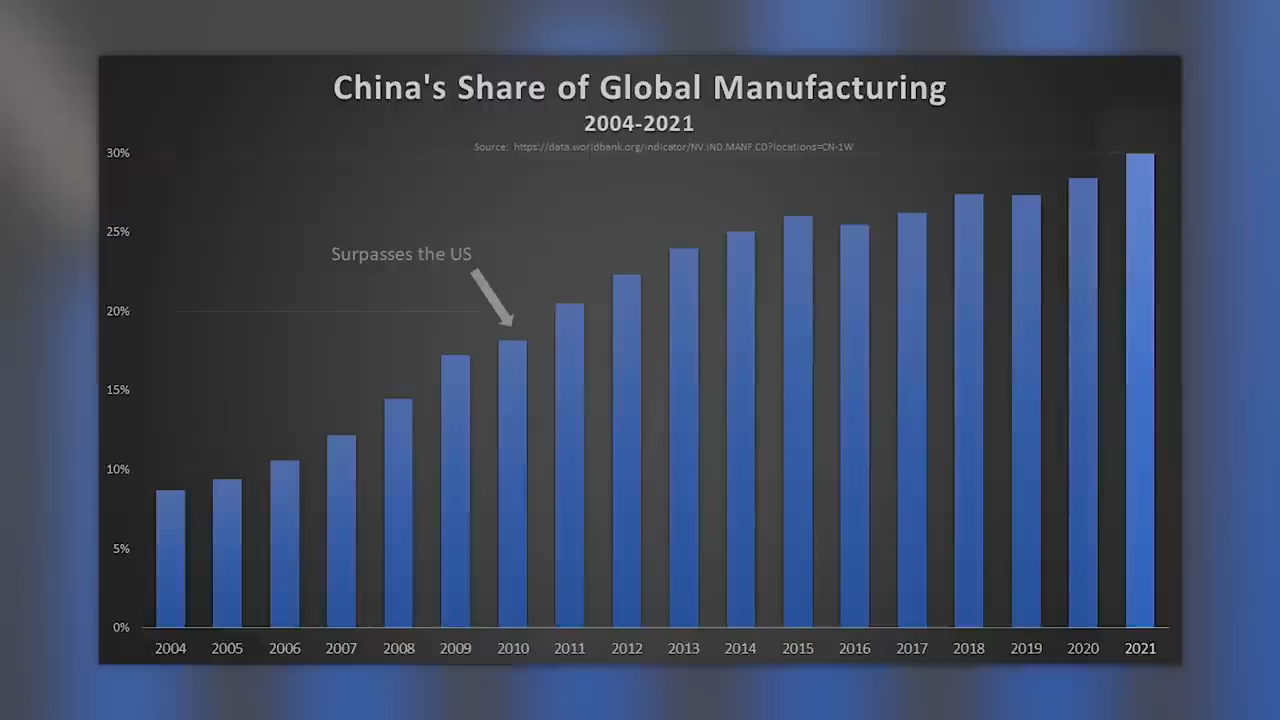 China's Share of Global Manufacturing
2004-2021
Source: https://data.worldbank.org/indicator/NV.IND.MANF.CD?locations=CN-1W
30%
25%
Surpasses the US
20%
15%
10%
5%
0%
2004 2005 2006 2007 2008 2009 2010 2011 2012 2013 2014 2015 2016 2017 2018 2019 2020 2021